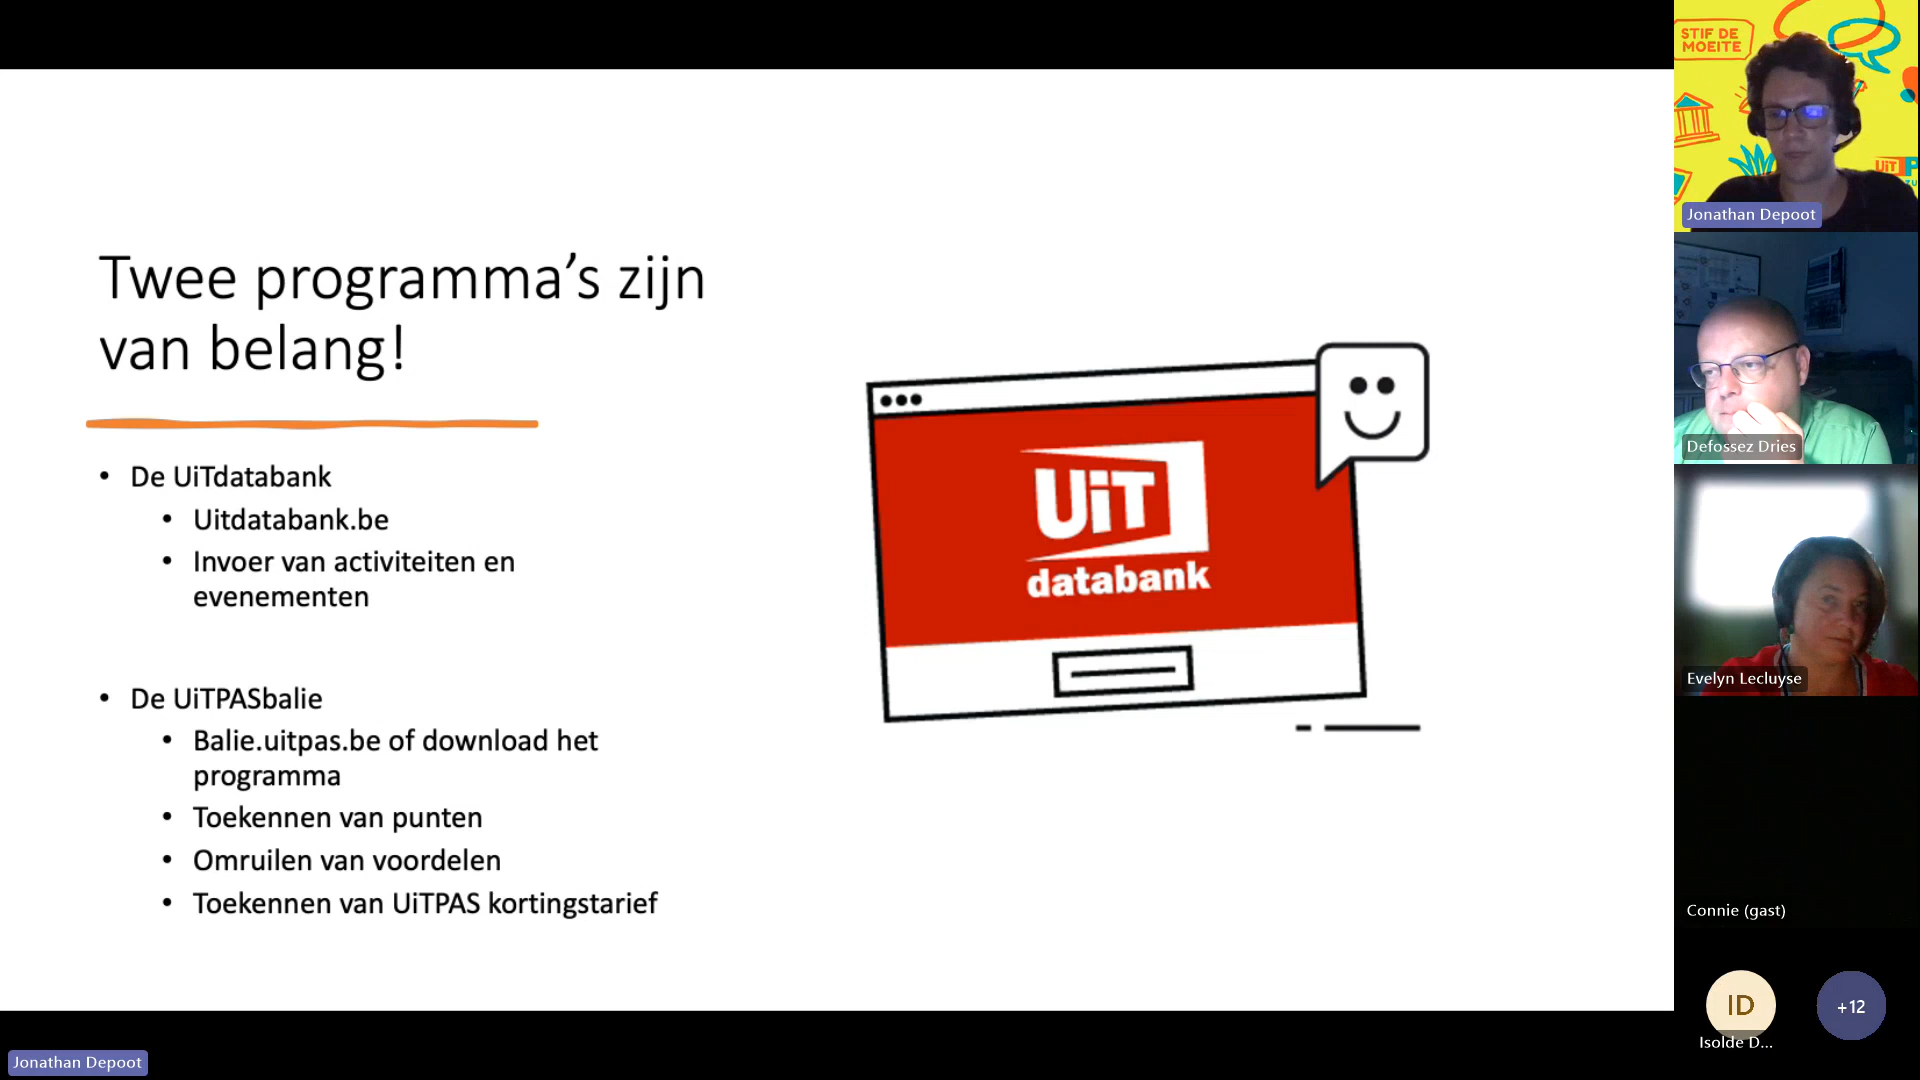 Twee programma's zijn
van belang!
• De UiTdatabank
• Uitdatabank.be
• Invoer van activiteiten en
evenementen
• De UiTPASbalie
• Balie.uitpas.be of download het
programma
• Toekennen van punten
• Omruilen van voordelen
• Toekennen van UiTPAS kortingstarief
UiT
databank
STIF DE
MOEITE
UiT
Jonathan Depoot
Defossez Dries
Evelyn Lecluyse
Connie (gast)
ID
Isolde D...
+12
Jonathan Depoot